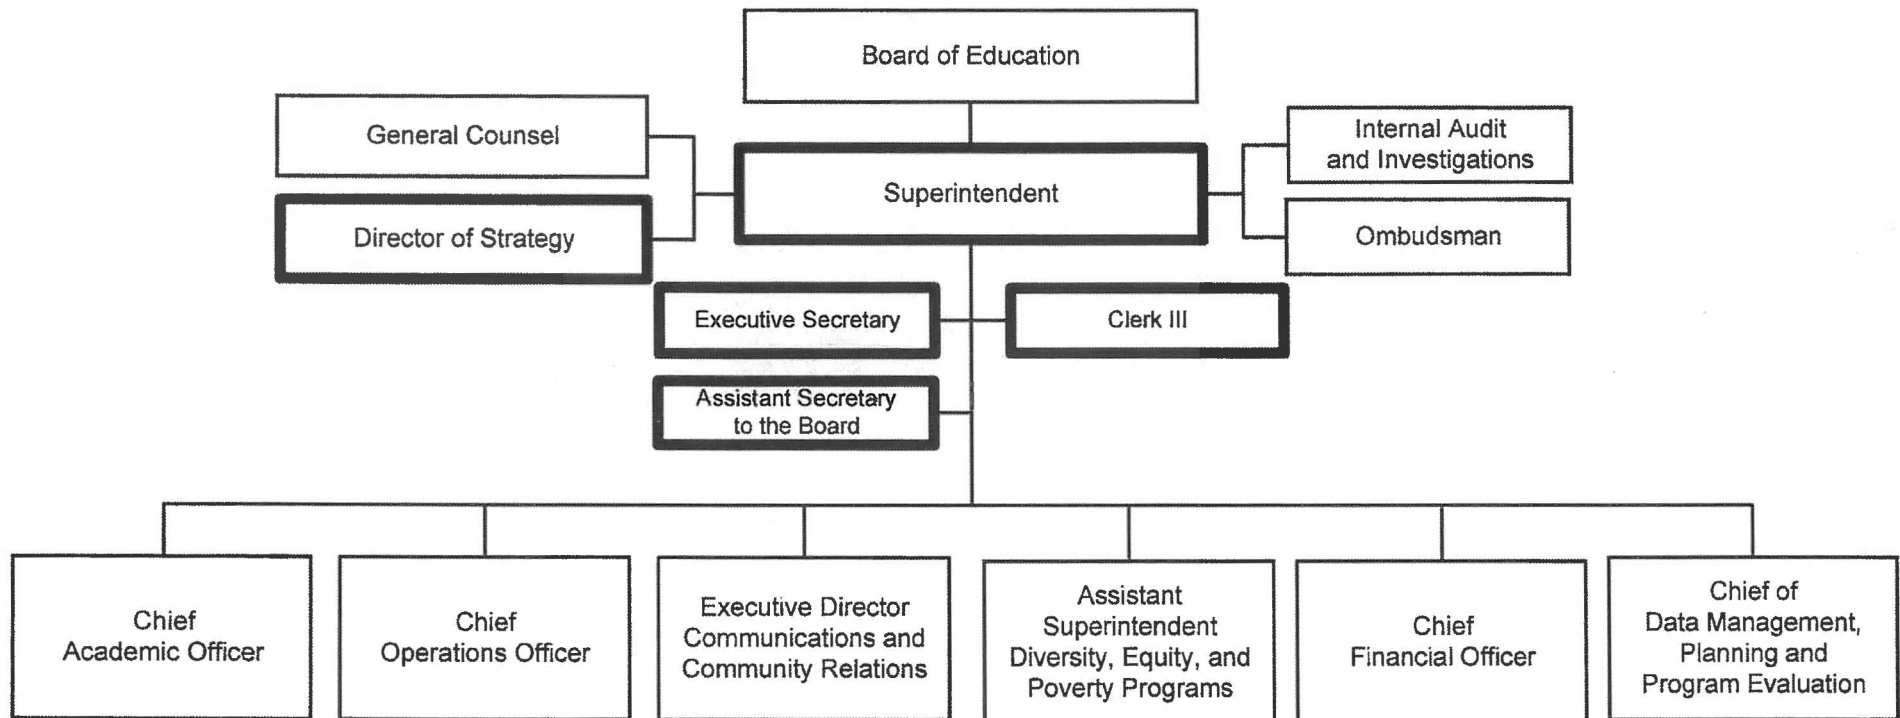 Board of Education
General Counsel
Internal Audit
and Investigations
Superintendent
Director of Strategy
Ombudsman
Executive Secretary
Clerk III
Assistant Secretary
to the Board
Chief
Academic Officer
Chief
Operations Officer
Executive Director
Communications and
Community Relations
Assistant
Superintendent
Diversity, Equity, and
Poverty Programs
Chief
Financial Officer
Chief of
Data Management,
Planning and
Program Evaluation